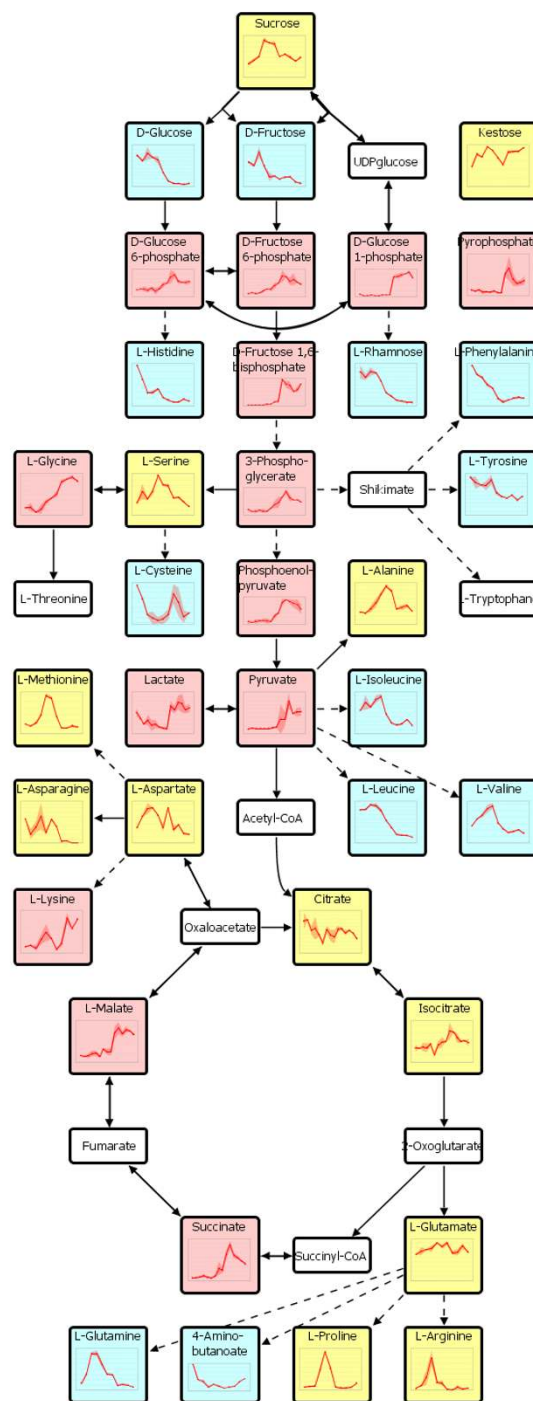 Sucrose
D-Glucose
D-Fructose
UDPglucose
Kestose
D-Glucose
6-phosphate
D-Fructose
6-phosphate
D-Glucose
1-phosphate
Pyrophosphate
L-Histidine
D-Fructose 1,6-
bisphosphate
L-Rhamnose
L-Phenylalanine
L-Glycine
L-Serine
3-Phospho-
glycerate
Shikimate
L-Tyrosine
L-Threonine
L-Cysteine
Phosphoenol-
pyruvate
L-Alanine
L-Tryptophane
L-Methionine
Lactate
Pyruvate
L-Isoleucine
L-Asparagine
L-Aspartate
Acetyl-CoA
L-Leucine
L-Valine
L-Lysine
Oxaloacetate
Citrate
L-Malate
Isocitrate
Fumarate
2-Oxoglutarate
Succinate
Succinyl-CoA
L-Glutamate
L-Glutamine
4-Amino-
butanoate
L-Proline
L-Arginine